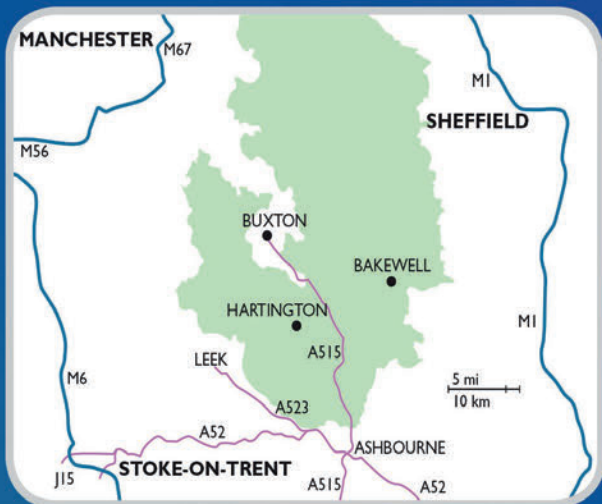 MANCHESTER
M67
M1
SHEFFIELD
M56
BUXTON
BAKEWELL
HARTINGTON
M1
A515
LEEK
M6
5 mi
10 km
A523
A52
ASHBOURNE
STOKE-ON-TRENT
J15
A515
A52